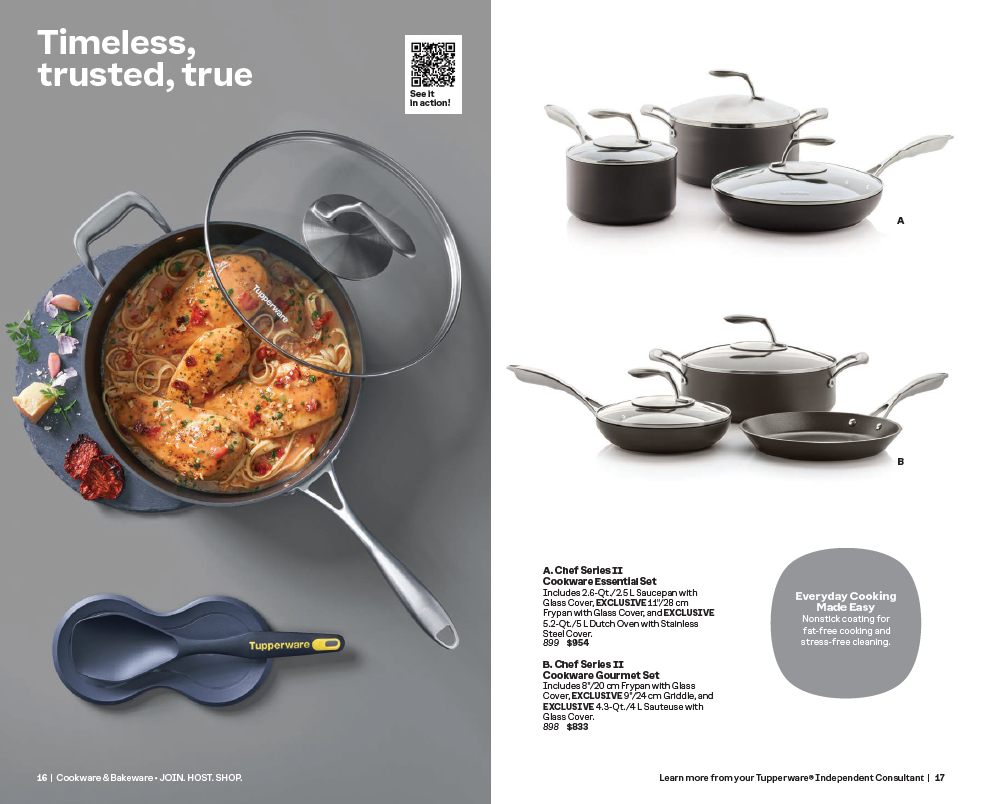 Timeless,
trusted, true
See it
in action!
Tupperware
Tupperware
16 | Cookware & Bakeware • JOIN. HOST. SHOP.
A
B
A. Chef Series II
Cookware Essential Set
Includes 2.6-Qt./2.5 L Saucepan with
Glass Cover, EXCLUSIVE 11"/28 cm
Frypan with Glass Cover, and EXCLUSIVE
5.2-Qt./5 L Dutch Oven with Stainless
Steel Cover.
899 $954
B. Chef Series II
Cookware Gourmet Set
Includes 8"/20 cm Frypan with Glass
Cover, EXCLUSIVE 9"/24 cm Griddle, and
EXCLUSIVE 4.3-Qt./4 L Sauteuse with
Glass Cover.
898 $833
Everyday Cooking
Made Easy
Nonstick coating for
fat-free cooking and
stress-free cleaning.
Learn more from your Tupperware® Independent Consultant | 17